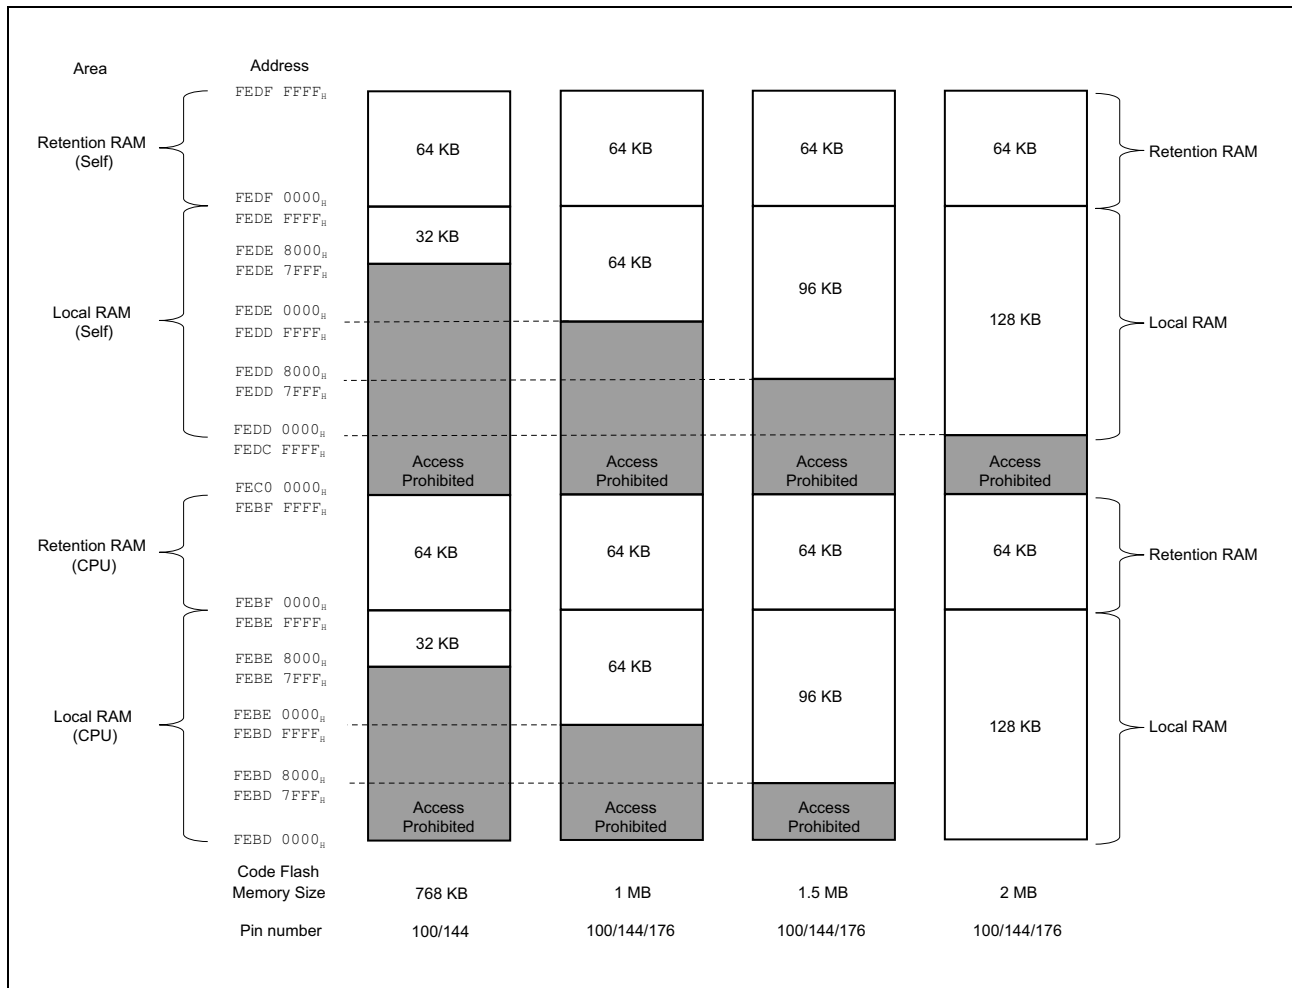 Area
Address
FEDF FFFFH
Retention RAM
(Self)
64 KB
64 KB
64 KB
64 KB
Retention RAM
FEDF 0000H
FEDE FFFFH
32 KB
FEDE 8000H
FEDE 7FFFH
64 KB
96 KB
Local RAM
(Self)
FEDE 0000H
FEDD FFFFH
128 KB
Local RAM
FEDD 8000H
FEDD 7FFFH
FEDD 0000H
FEDC FFFFH
Access
Prohibited
Access
Prohibited
Access
Prohibited
Access
Prohibited
FEC0 0000H
FEBF FFFFH
Retention RAM
(CPU)
64 KB
64 KB
64 KB
64 KB
Retention RAM
FEBF 0000H
FEBE FFFFH
32 KB
FEBE 8000H
FEBE 7FFFH
64 KB
96 KB
Local RAM
(CPU)
FEBE 0000H
FEBD FFFFH
128 KB
Local RAM
FEBD 8000H
FEBD 7FFFH
Access
Prohibited
Access
Prohibited
Access
Prohibited
FEBD 0000H
Code Flash
Memory Size
768 KB
1 MB
1.5 MB
2 MB
Pin number
100/144
100/144/176
100/144/176
100/144/176